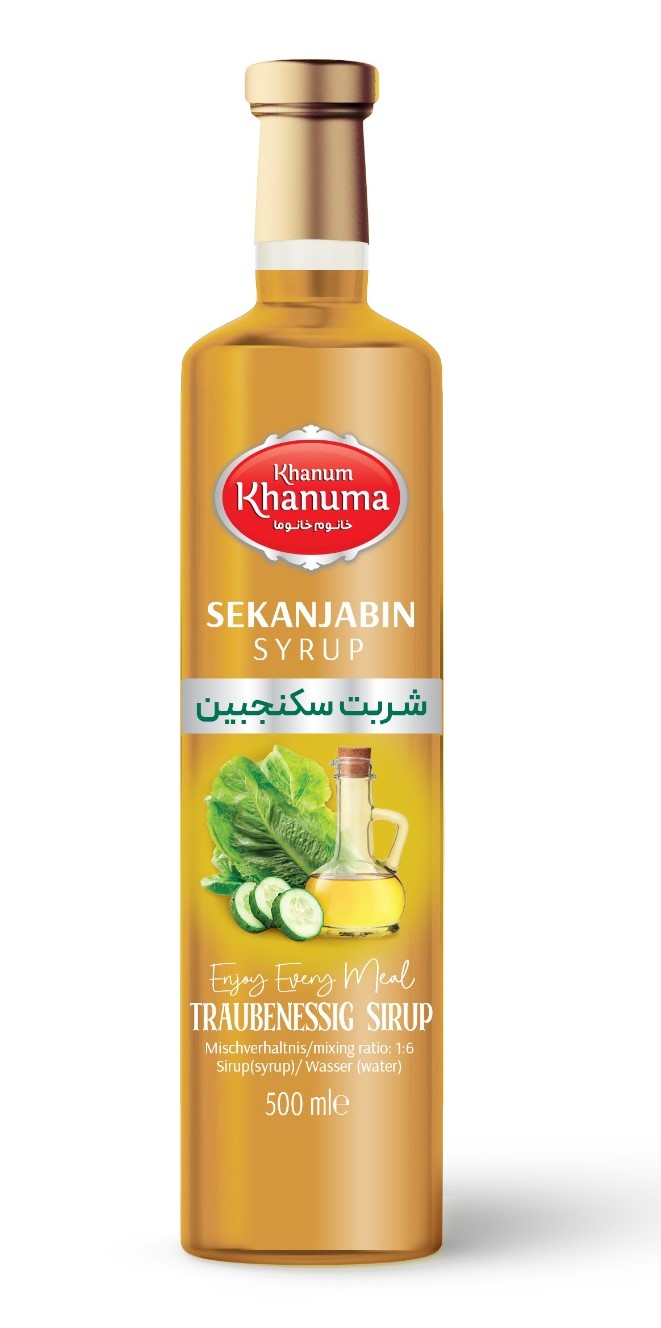 Khanum
Khanuma
خانوم خانوما
SEKANJABIN
SYRUP
شربت سکنجبین
Enjoy Every Meal
TRAUBENESSIG SIRUP
Mischverhaltnis/mixing ratio: 1:6
Sirup(syrup)/ Wasser (water)
500 ml℮